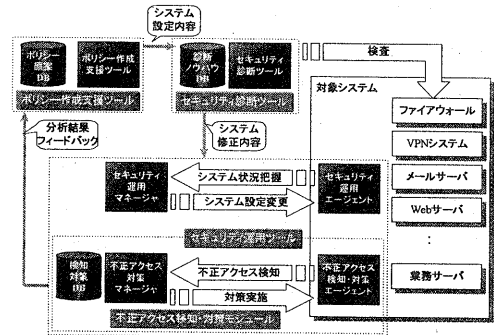 システム
設定内容
ポリシー
DB
ポリシー作成
支援ツール
ポリシー作成支援ツール
診断
ノウハウ
DB
セキュリティ
診断ツール
セキュリティ診断ツール
検査
対象システム
ファイアウォール
VPNシステム
メールサーバ
Webサーバ
:
業務サーバ
分析結果
フィードバック
システム
修正内容
セキュリティ
運用
マネージャ
システム状況把握
システム設定変更
セキュリティ
運用
エージェント
セキュリティ運用ツール
検知
対策
DB
不正アクセス
対策
マネージャ
不正アクセス検知
対策実施
不正アクセス
検知・対策
エージェント
不正アクセス検知・対策モジュール